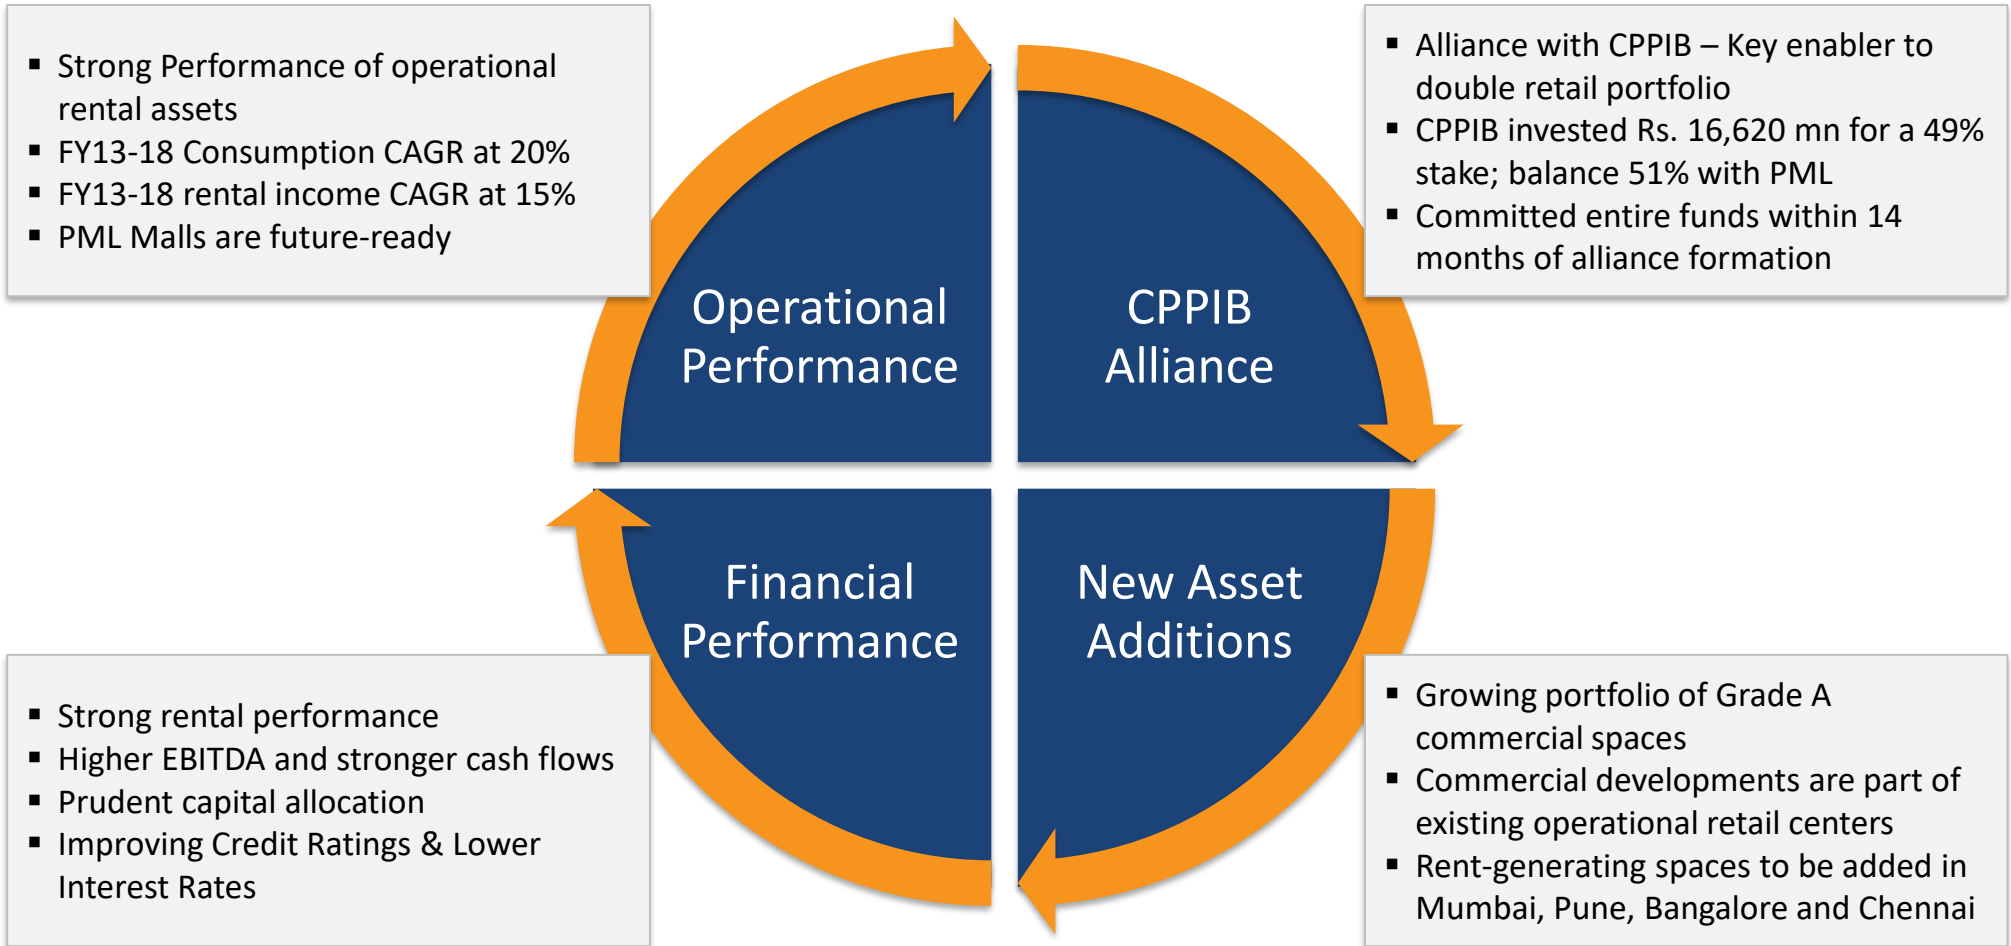 ▪ Strong Performance of operational
rental assets
▪ FY13-18 Consumption CAGR at 20%
▪ FY13-18 rental income CAGR at 15%
▪ PML Malls are future-ready
▪ Alliance with CPPIB – Key enabler to
double retail portfolio
▪ CPPIB invested Rs. 16,620 mn for a 49%
stake; balance 51% with PML
▪ Committed entire funds within 14
months of alliance formation
Operational
Performance
CPPIB
Alliance
Financial
Performance
New Asset
Additions
▪ Strong rental performance
▪ Higher EBITDA and stronger cash flows
▪ Prudent capital allocation
▪ Improving Credit Ratings & Lower
Interest Rates
▪ Growing portfolio of Grade A
commercial spaces
▪ Commercial developments are part of
existing operational retail centers
▪ Rent-generating spaces to be added in
Mumbai, Pune, Bangalore and Chennai